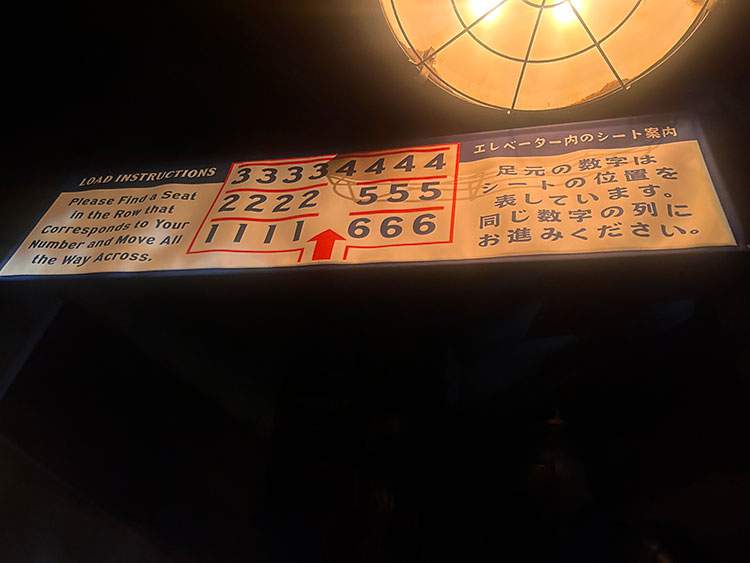 LOAD INSTRUCTIONS
Please Find a Seat
in the Row that
Corresponds to Your
Number and Move All
the Way Across.
3333 4444
2222 555
1111 666
エレベーター内のシート案内
足元の数字は
シートの位置を
表しています。
同じ数字の列に
お進みください。